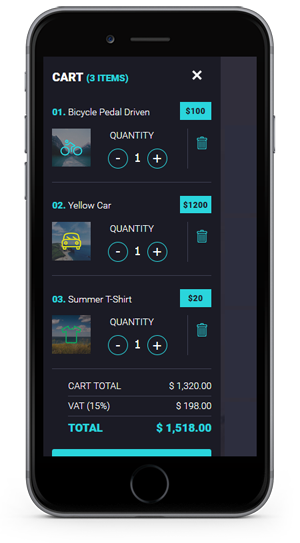 CART (3 ITEMS) ×
01. Bicycle Pedal Driven $100
QUANTITY
- 1 +
02. Yellow Car $1200
QUANTITY
- 1 +
03. Summer T-Shirt $20
QUANTITY
- 1 +
CART TOTAL $ 1,320.00
VAT (15%) $ 198.00
TOTAL $ 1,518.00